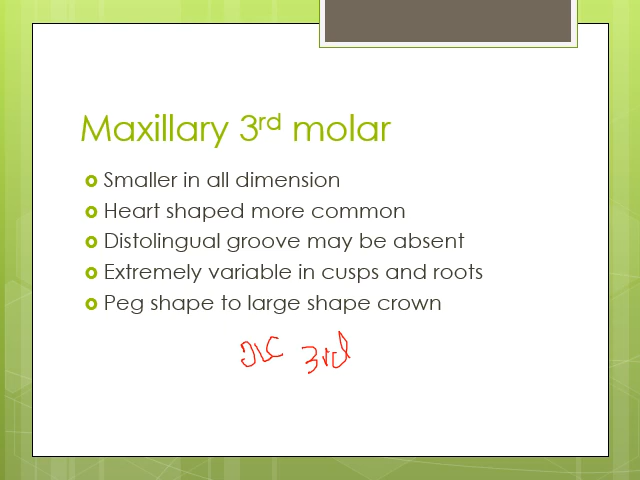 Maxillary 3rd molar
Smaller in all dimension
Heart shaped more common
Distolingual groove may be absent
Extremely variable in cusps and roots
Peg shape to large shape crown
3rd